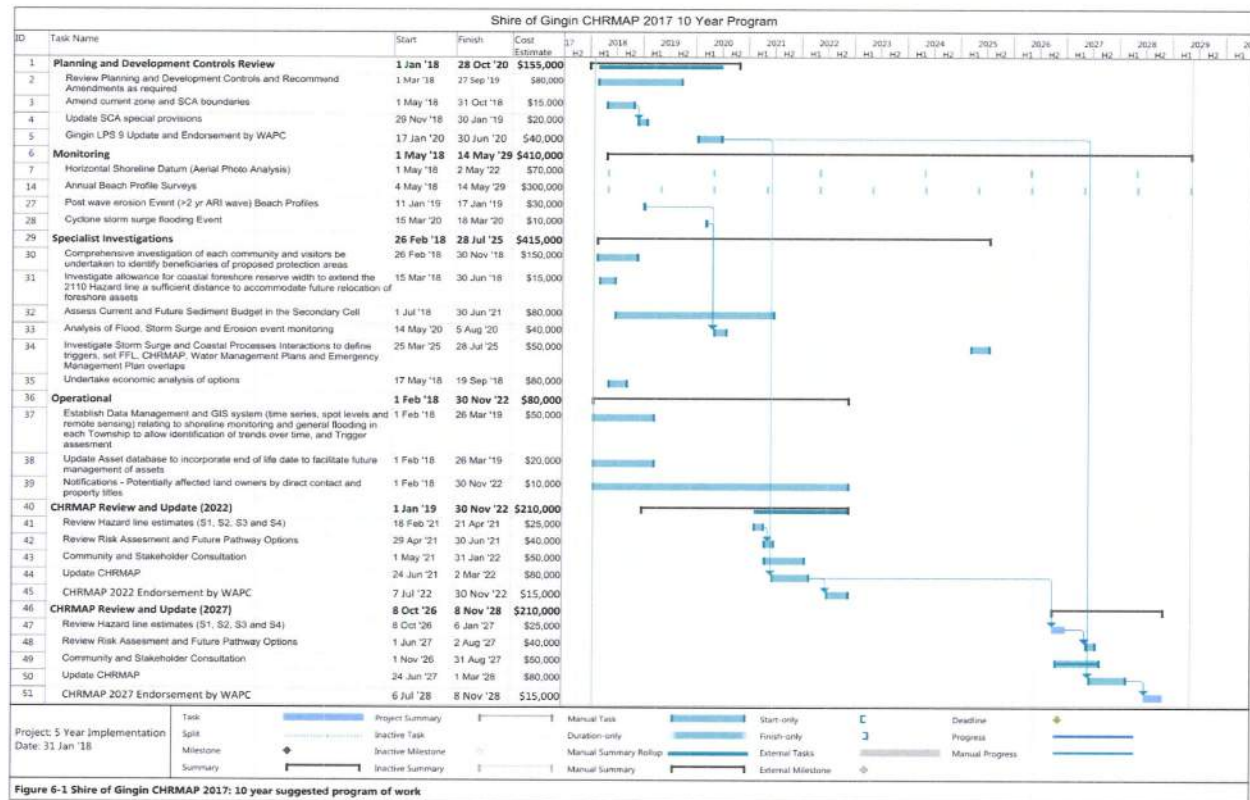 Shire of Gingin CHRMAP 2017 10 Year Program
ID Task Name Start Finish Cost Estimate 17 2018 2019 2020 2021 2022 2023 2024 2025 2026 2027 2028 2029 20
H2 H1 H2 H1 H2 H1 H2 H1 H2 H1 H2 H1 H2 H1 H2 H1 H2 H1 H2 H1 H2 H1 H2 H1 H2 H1
1 Planning and Development Controls Review 1 Jan '18 28 Oct '20 $155,000
2 Review Planning and Development Controls and Recommend 1 Mar '18 27 Sep '19 $80,000
Amendments as required
3 Amend current zone and SCA boundaries 1 May '18 31 Oct '18 $15,000
4 Update SCA special provisions 29 Nov '18 30 Jan '19 $20,000
5 Gingin LPS 9 Update and Endorsement by WAPC 17 Jan '20 30 Jun '20 $40,000
6 Monitoring 1 May '18 14 May '29 $410,000
7 Horizontal Shoreline Datum (Aerial Photo Analysis) 1 May '18 2 May '22 $70,000
14 Annual Beach Profile Surveys 4 May '18 14 May '29 $300,000
27 Post wave erosion Event (>2 yr ARI wave) Beach Profiles 11 Jan '19 17 Jan '19 $30,000
28 Cyclone storm surge flooding Event 15 Mar '20 18 Mar '20 $10,000
29 Specialist Investigations 26 Feb '18 28 Jul '25 $415,000
30 Comprehensive investigation of each community and visitors be 26 Feb '18 30 Nov '18 $150,000
undertaken to identify beneficiaries of proposed protection areas
31 Investigate allowance for coastal foreshore reserve width to extend the 15 Mar '18 30 Jun '18 $15,000
2110 Hazard line a sufficient distance to accommodate future relocation of
foreshore assets
32 Assess Current and Future Sediment Budget in the Secondary Cell 1 Jul '18 30 Jun '21 $80,000
33 Analysis of Flood, Storm Surge and Erosion event monitoring 14 May '20 5 Aug '20 $40,000
34 Investigate Storm Surge and Coastal Processes Interactions to define 25 Mar '25 28 Jul '25 $50,000
triggers, set FFL, CHRMAP, Water Management Plans and Emergency
Management Plan overlaps
35 Undertake economic analysis of options 17 May '18 19 Sep '18 $80,000
36 Operational 1 Feb '18 30 Nov '22 $80,000
37 Establish Data Management and GIS system (time series, spot levels and 1 Feb '18 26 Mar '19 $50,000
remote sensing) relating to shoreline monitoring and general flooding in
each Township to allow identification of trends over time, and Trigger
assesment
38 Update Asset database to incorporate end of life date to facilitate future 1 Feb '18 26 Mar '19 $20,000
management of assets
39 Notifications - Potentially affected land owners by direct contact and 1 Feb '18 30 Nov '22 $10,000
property titles
40 CHRMAP Review and Update (2022) 1 Jan '19 30 Nov '22 $210,000
41 Review Hazard line estimates (S1, S2, S3 and S4) 18 Feb '21 21 Apr '21 $25,000
42 Review Risk Assesment and Future Pathway Options 29 Apr '21 30 Jun '21 $40,000
43 Community and Stakeholder Consultation 1 May '21 31 Jan '22 $50,000
44 Update CHRMAP 24 Jun '21 2 Mar '22 $80,000
45 CHRMAP 2022 Endorsement by WAPC 7 Jul '22 30 Nov '22 $15,000
46 CHRMAP Review and Update (2027) 8 Oct '26 8 Nov '28 $210,000
47 Review Hazard line estimates (S1, S2, S3 and S4) 8 Oct '26 6 Jan '27 $25,000
48 Review Risk Assesment and Future Pathway Options 1 Jun '27 2 Aug '27 $40,000
49 Community and Stakeholder Consultation 1 Nov '26 31 Aug '27 $50,000
50 Update CHRMAP 24 Jun '27 1 Mar '28 $80,000
51 CHRMAP 2027 Endorsement by WAPC 6 Jul '28 8 Nov '28 $15,000
Project: 5 Year Implementation
Date: 31 Jan '18
Task Project Summary Manual Task Start-only Deadline
Split Inactive Task Duration-only Finish-only Progress
Milestone Inactive Milestone Manual Summary Rollup External Tasks Manual Progress
Summary Inactive Summary Manual Summary External Milestone
Figure 6-1 Shire of Gingin CHRMAP 2017: 10 year suggested program of work